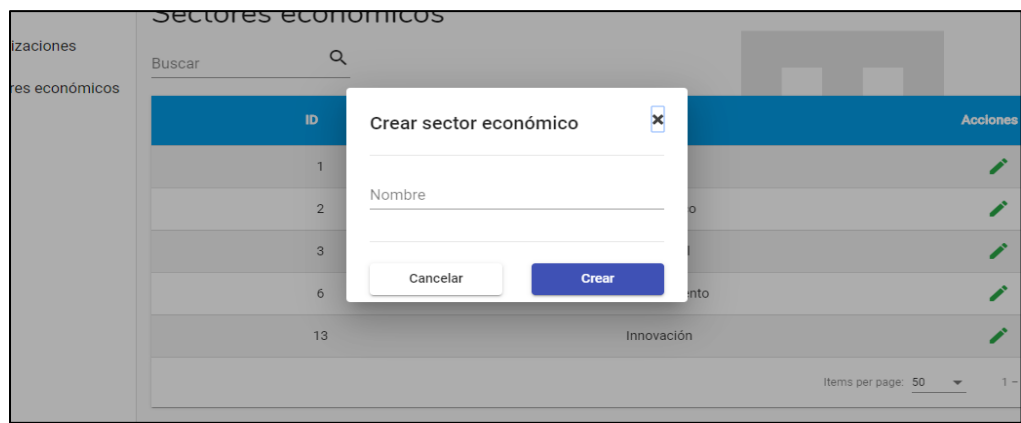 Sectores económicos
izaciones
Buscar
res económicos
ID
Acciones
Crear sector económico
1
Nombre
2
o
3
Cancelar
Crear
6
ento
13
Innovación
Items per page: 50
1 –